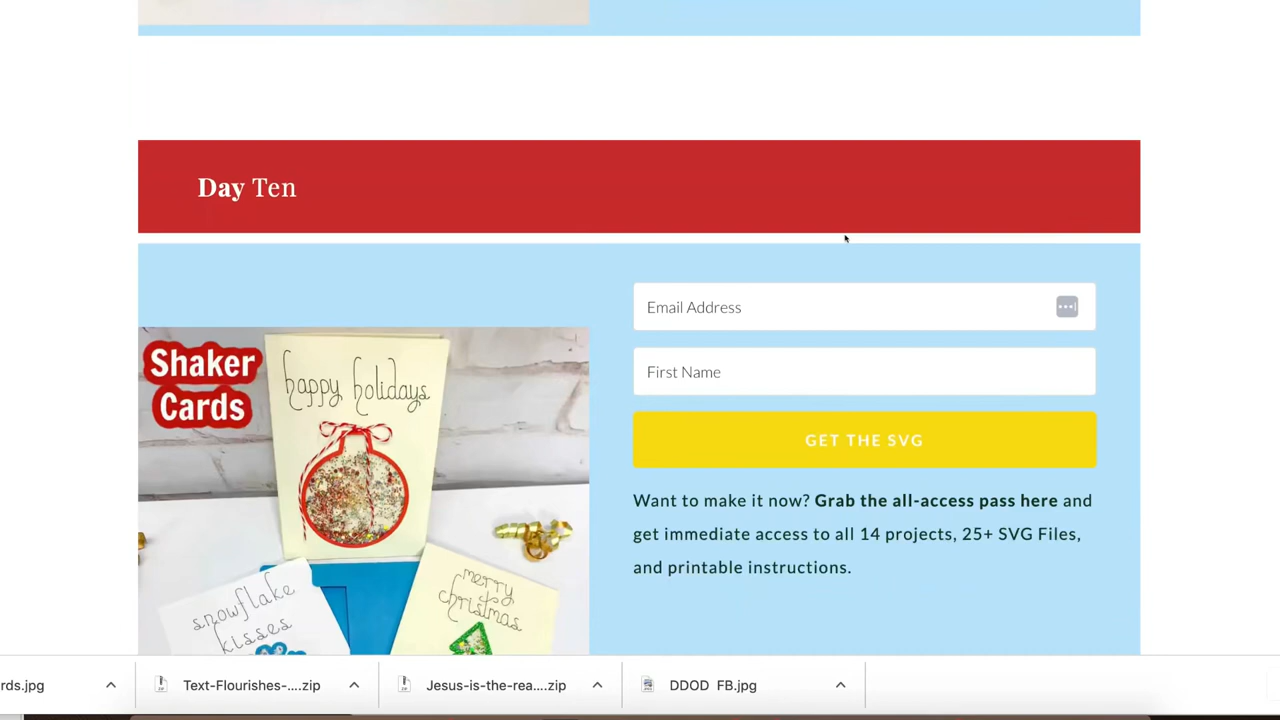 Day Ten
Email Address
First Name
GET THE SVG
Want to make it now? Grab the all-access pass here and
get immediate access to all 14 projects, 25+ SVG Files,
and printable instructions.
Shaker
Cards
happy holidays
snowflake
kisses
merry
christmas
rds.jpg
Text-Flourishes-....zip
Jesus-is-the-rea....zip
DDOD FB.jpg